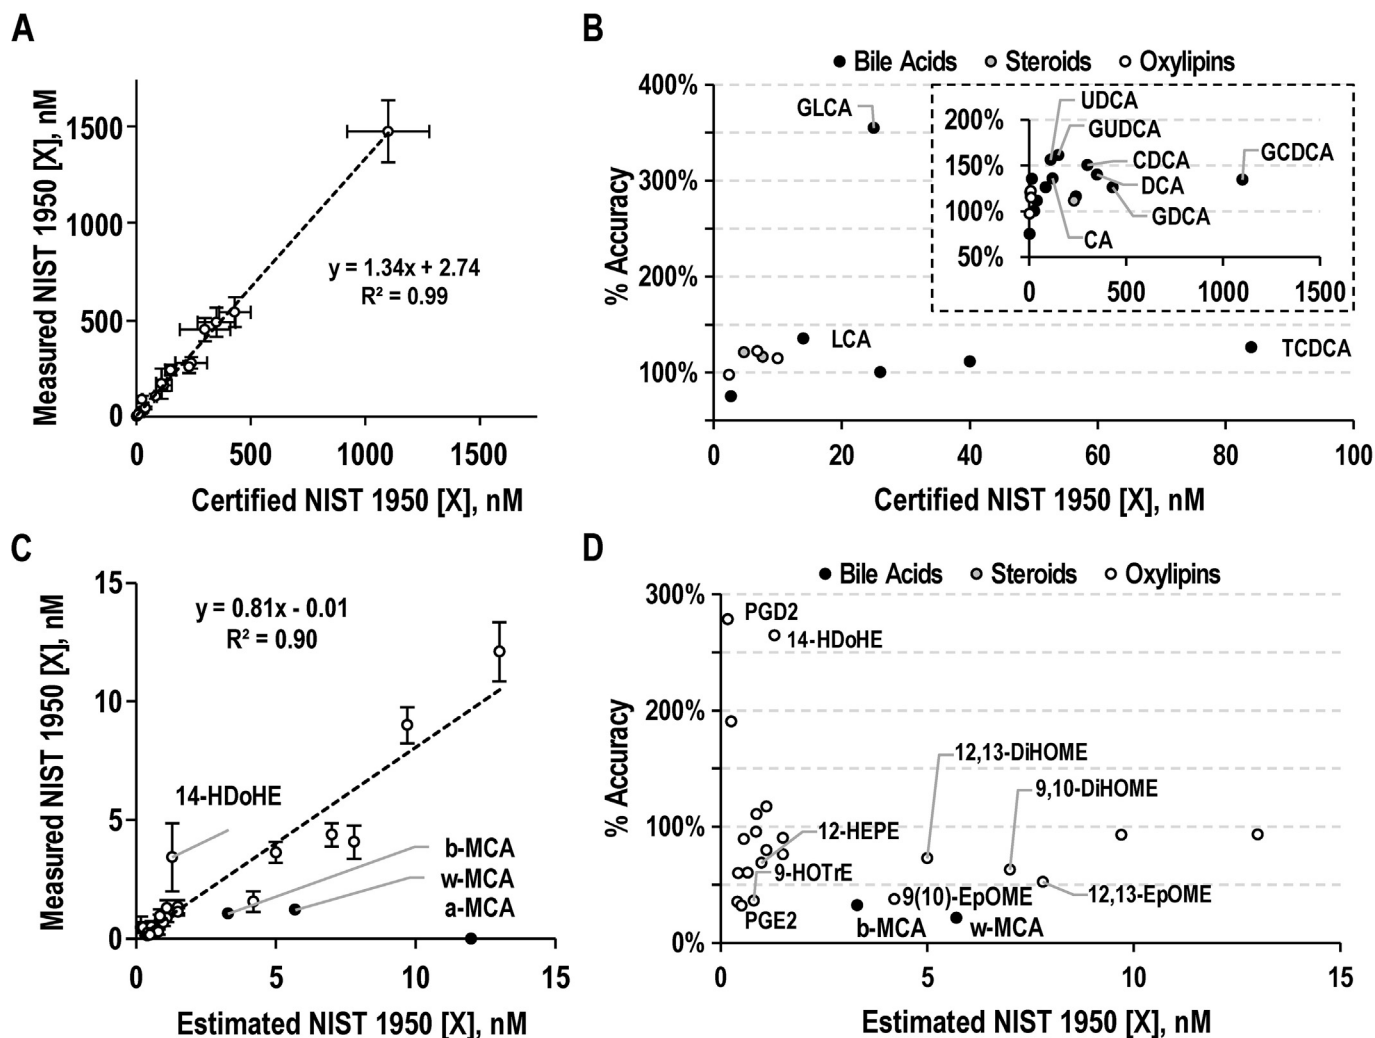 A
Measured NIST 1950 [X], nM
1500
1000
500
0
y = 1.34x + 2.74
R² = 0.99
0 500 1000 1500
Certified NIST 1950 [X], nM
B
Bile Acids Steroids Oxylipins
% Accuracy
400%
300%
200%
100%
GLCA
LCA
TCDCA
200%
150%
100%
50%
UDCA
GUDCA
CDCA
DCA
GDCA
CA
GCDCA
0 500 1000 1500
0 20 40 60 80 100
Certified NIST 1950 [X], nM
C
Measured NIST 1950 [X], nM
15
10
5
0
y = 0.81x - 0.01
R² = 0.90
14-HDoHE
b-MCA
w-MCA
a-MCA
0 5 10 15
Estimated NIST 1950 [X], nM
D
Bile Acids Steroids Oxylipins
% Accuracy
300%
200%
100%
0%
PGD2
14-HDoHE
12,13-DiHOME
9,10-DiHOME
12-HEPE
9-HOTrE
9(10)-EpOME
12,13-EpOME
PGE2
b-MCA
w-MCA
0 5 10 15
Estimated NIST 1950 [X], nM